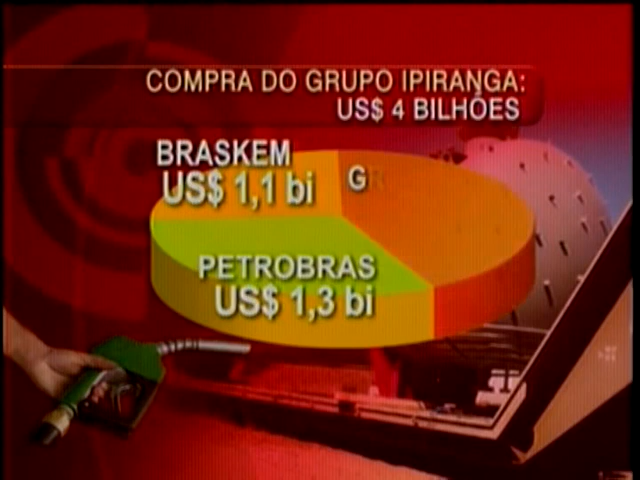 COMPRA DO GRUPO IPIRANGA:
US$ 4 BILHÕES
BRASKEM
US$ 1,1 bi
G
PETROBRAS
US$ 1,3 bi